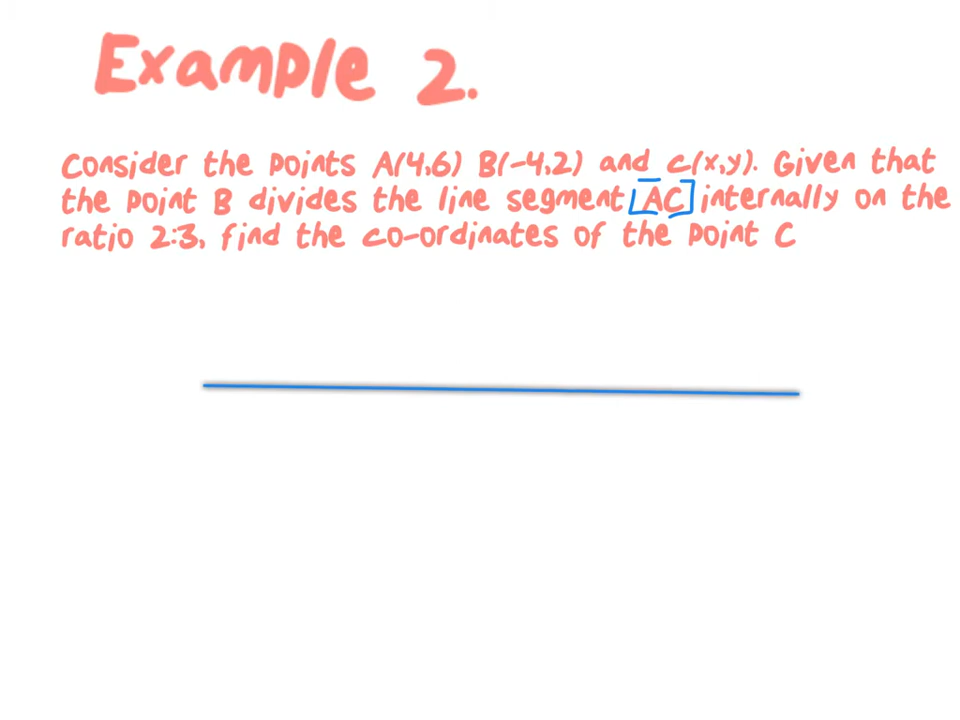 Example 2.
Consider the points A(4,6) B(-4,2) and c(x,y). Given that
the point B divides the line segment [AC] internally on the
ratio 2:3, find the co-ordinates of the point C